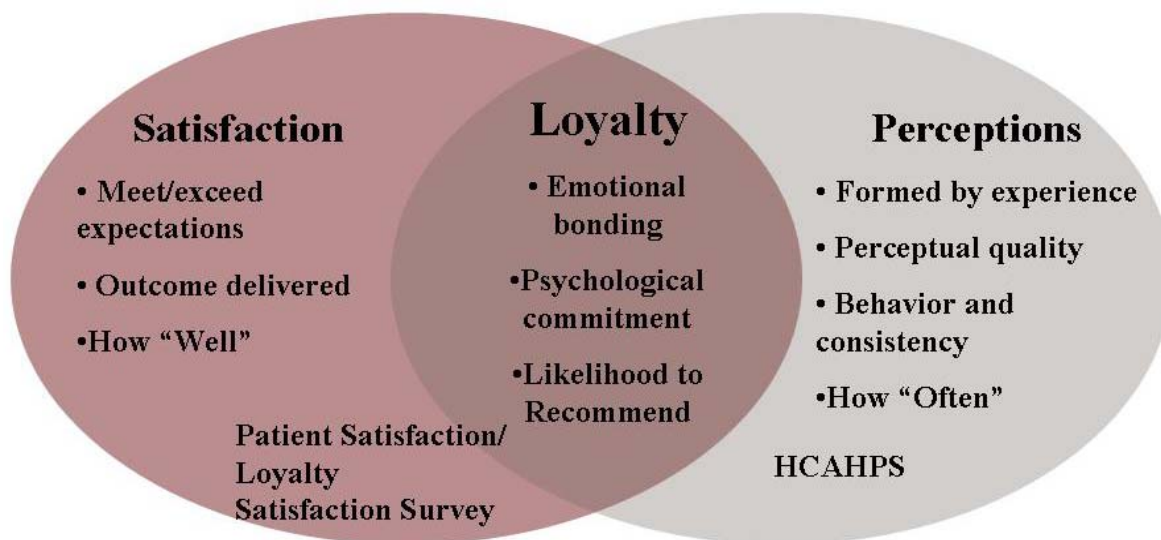 Satisfaction
• Meet/exceed
expectations
• Outcome delivered
•How “Well”
Patient Satisfaction/
Loyalty
Satisfaction Survey
Loyalty
• Emotional
bonding
•Psychological
commitment
•Likelihood to
Recommend
Perceptions
• Formed by experience
• Perceptual quality
• Behavior and
consistency
•How “Often”
HCAHPS